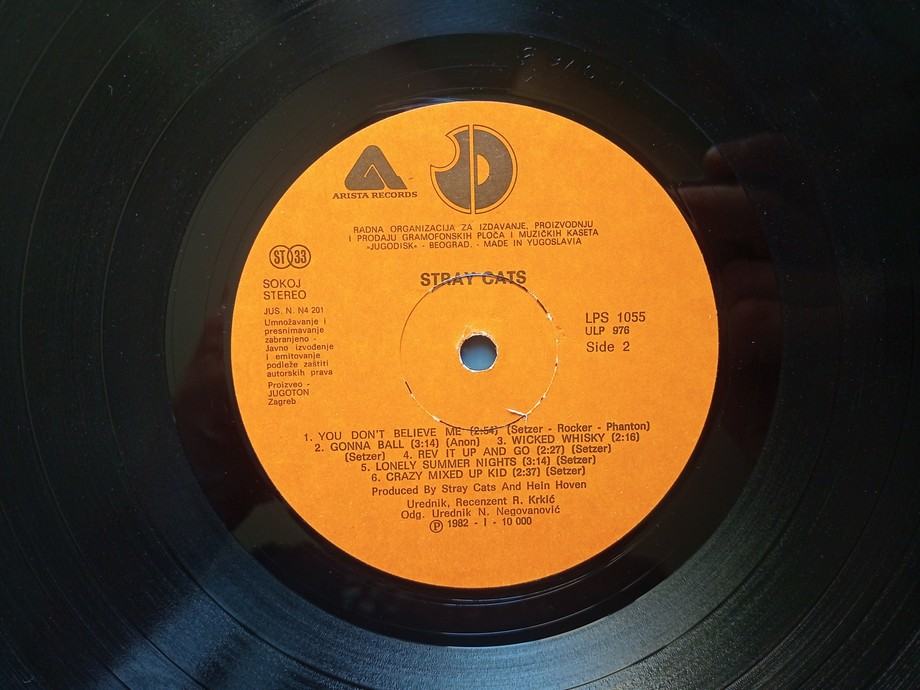 ARISTA RECORDS
RADNA ORGANIZACIJA ZA IZDAVANJE, PROIZVODNJU
I PRODAJU GRAMOFONSKIH PLOČA I MUZIČKIH KASETA
»JUGODISK« - BEOGRAD, - MADE IN YUGOSLAVIA
ST 33
STRAY CATS
SOKOJ
STEREO
JUS. N. N4 201
Umnožavanje i
presnimavanje
zabranjeno -
Javno izvođenje
i emitovanje
podleže zaštiti
autorskih prava
Proizveo -
JUGOTON
Zagreb
LPS 1055
ULP 976
Side 2
1. YOU DON'T BELIEVE ME (2:54) (Setzer - Rocker - Phanton)
2. GONNA BALL (3:14) (Anon) 3. WICKED WHISKY (2:16)
(Setzer) 4. REV IT UP AND GO (2:27) (Setzer)
5. LONELY SUMMER NIGHTS (3:14) (Setzer)
6. CRAZY MIXED UP KID (2:37) (Setzer)
Produced By Stray Cats And Hein Hoven
Urednik, Recenzent R. Krkić
Odg. Urednik N. Negovanović
Ⓟ 1982 - I - 10 000